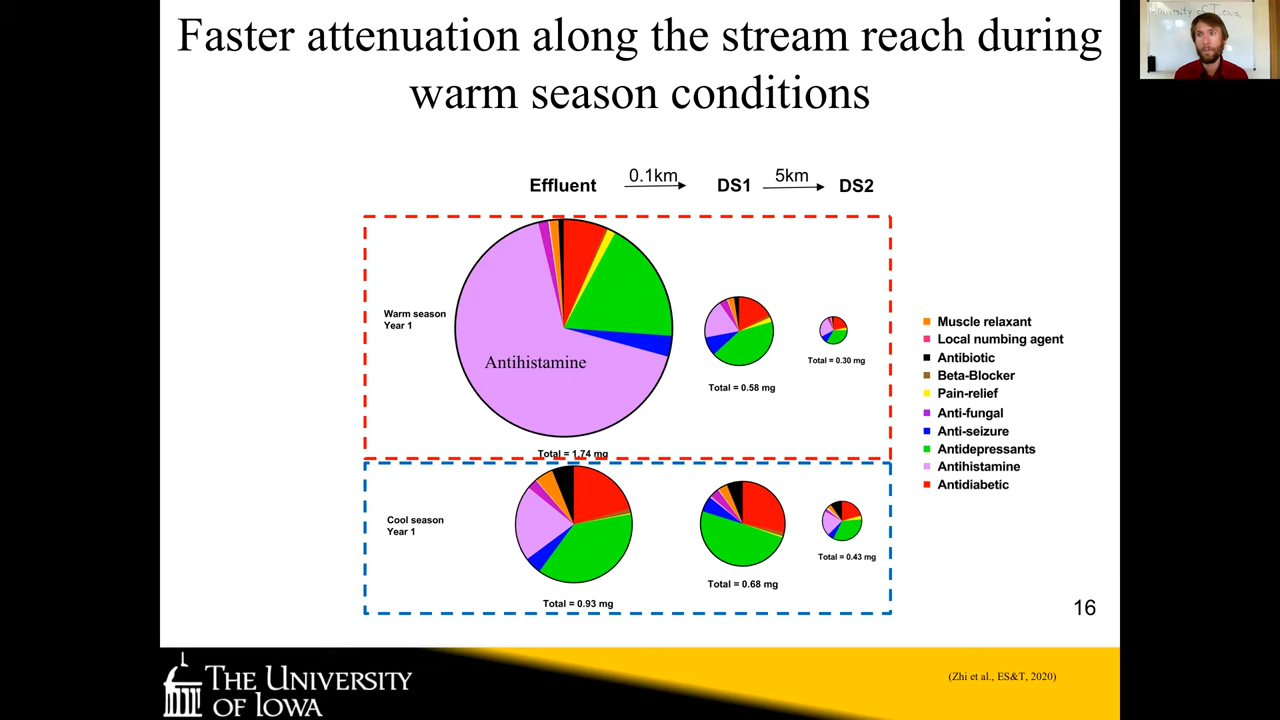 Faster attenuation along the stream reach during
warm season conditions
University of Iowa
Effluent
0.1km
DS1
5km
DS2
Warm season
Year 1
Antihistamine
Total = 1.74 mg
Total = 0.58 mg
Total = 0.30 mg
Cool season
Year 1
Total = 0.93 mg
Total = 0.68 mg
Total = 0.43 mg
Muscle relaxant
Local numbing agent
Antibiotic
Beta-Blocker
Pain-relief
Anti-fungal
Anti-seizure
Antidepressants
Antihistamine
Antidiabetic
16
THE UNIVERSITY
OF IOWA
(Zhi et al., ES&T, 2020)